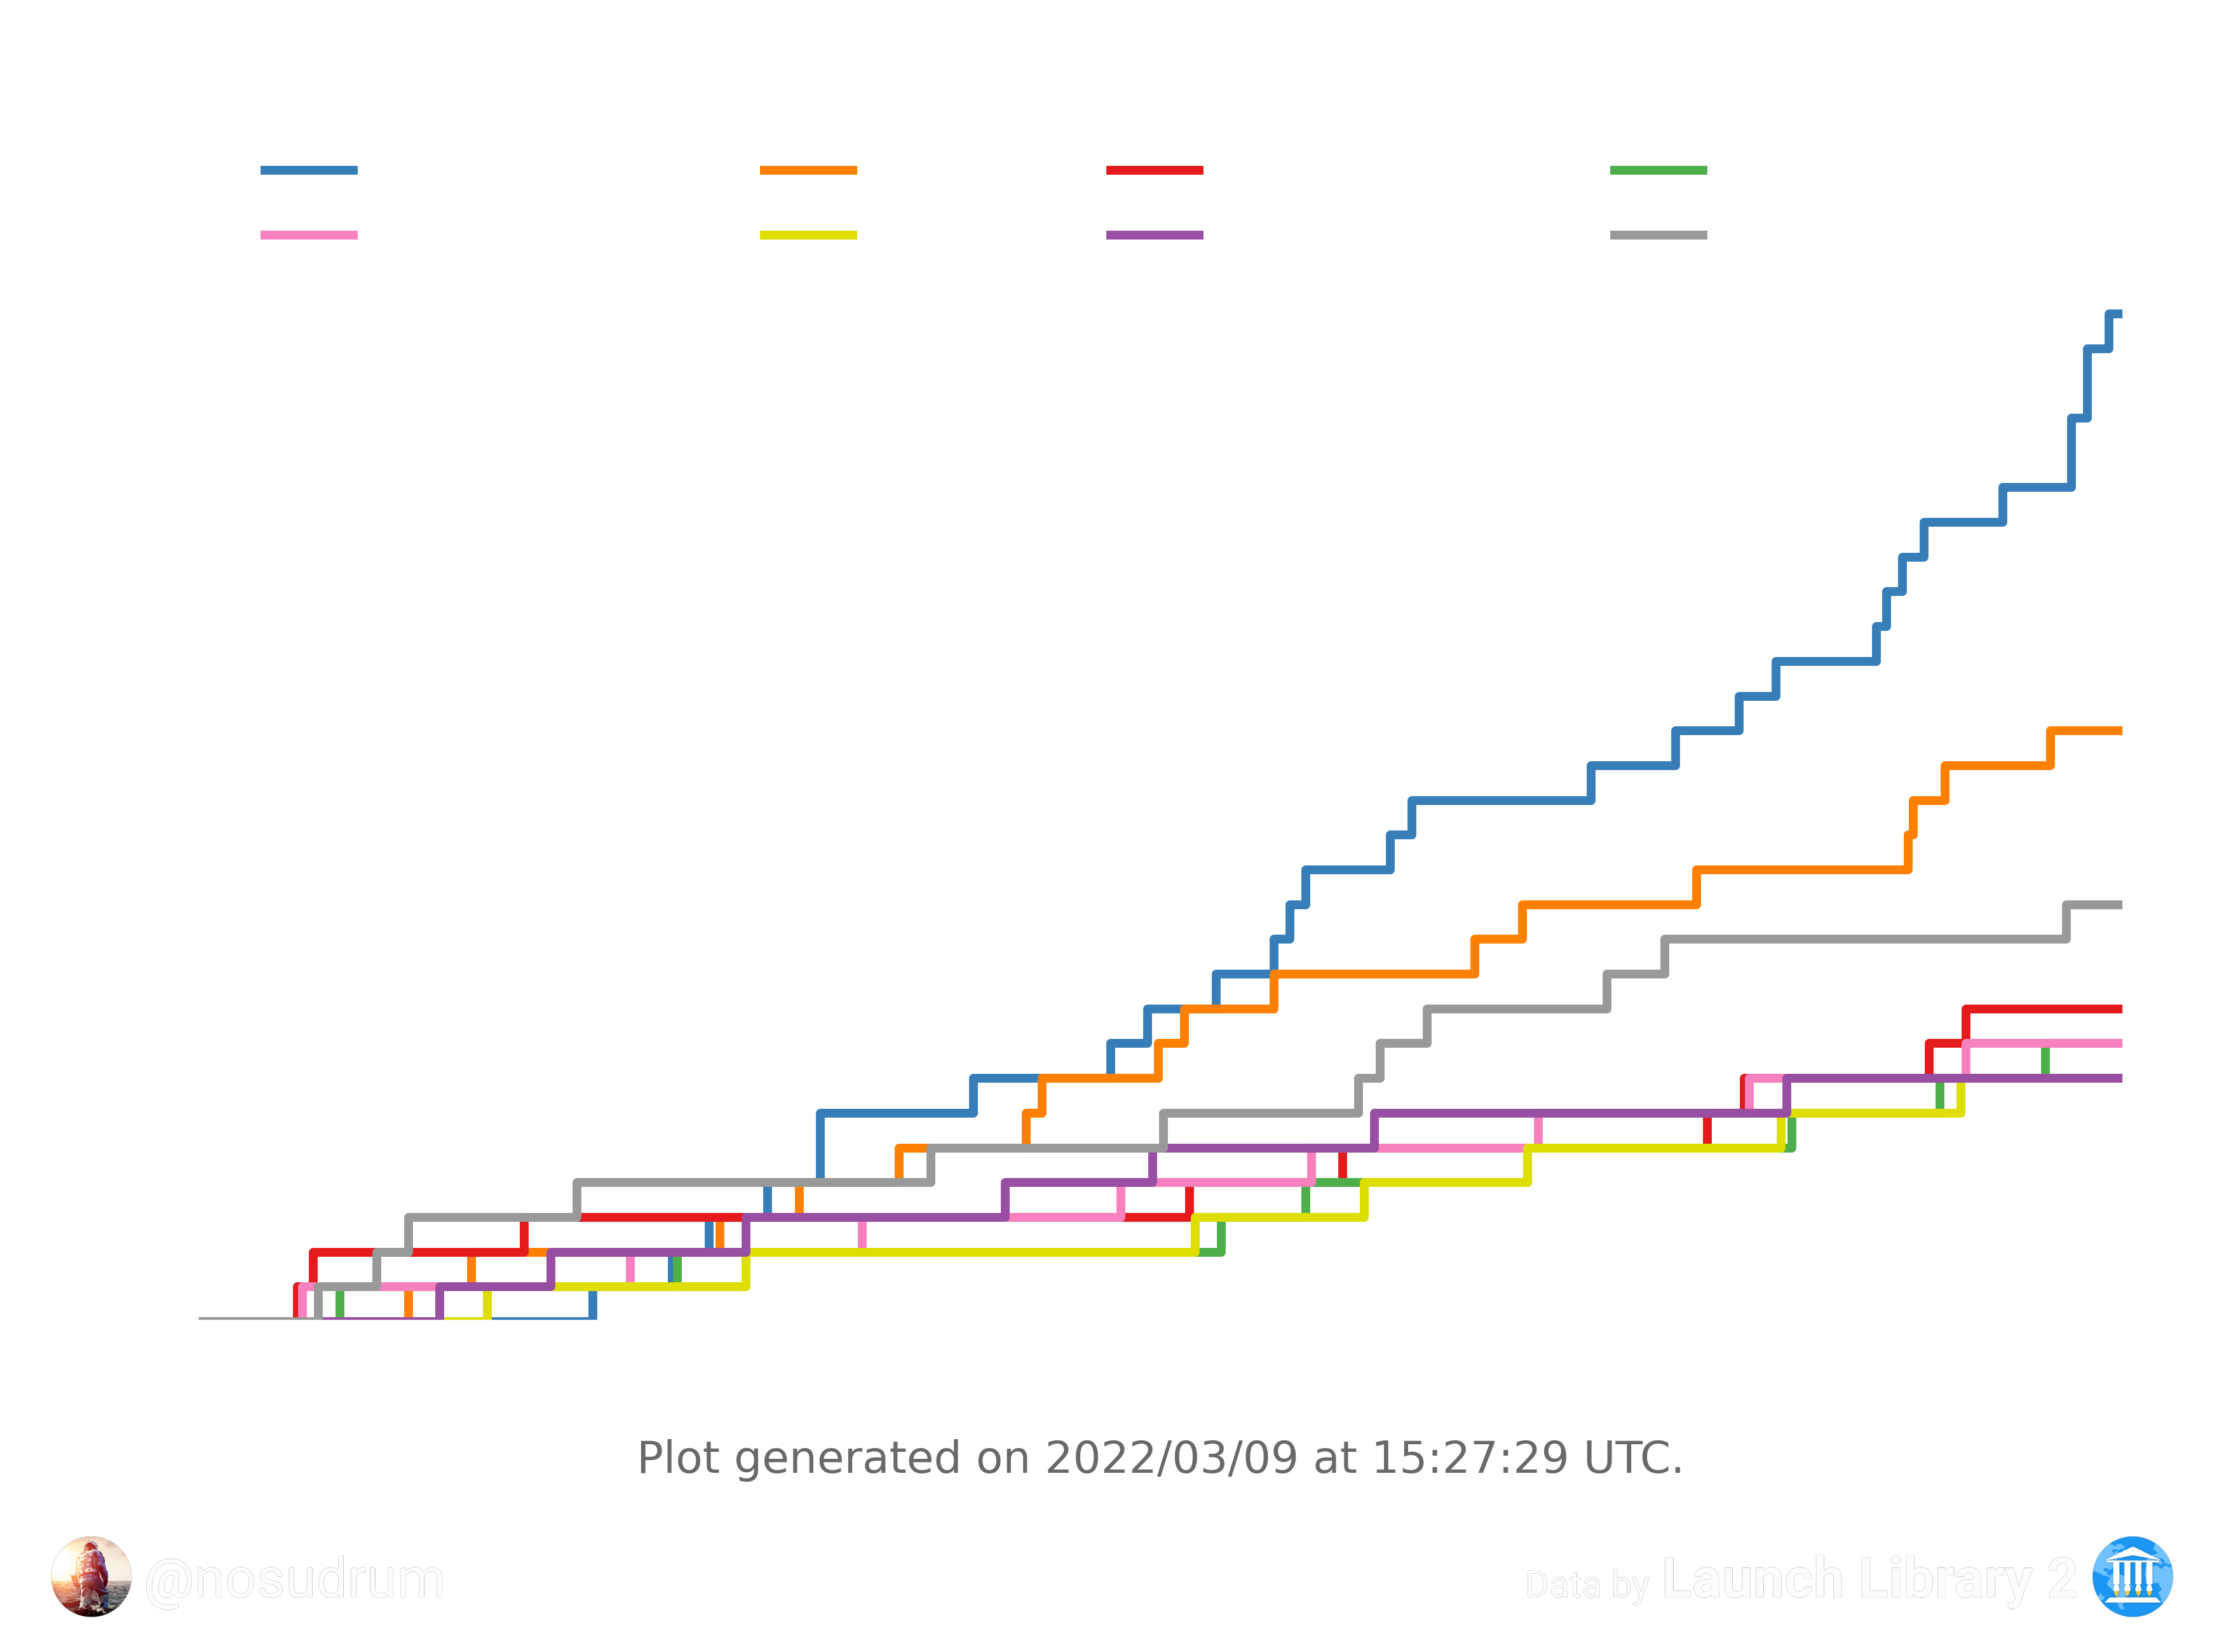 Plot generated on 2022/03/09 at 15:27:29 UTC.
@nosudrum
Data by Launch Library 2